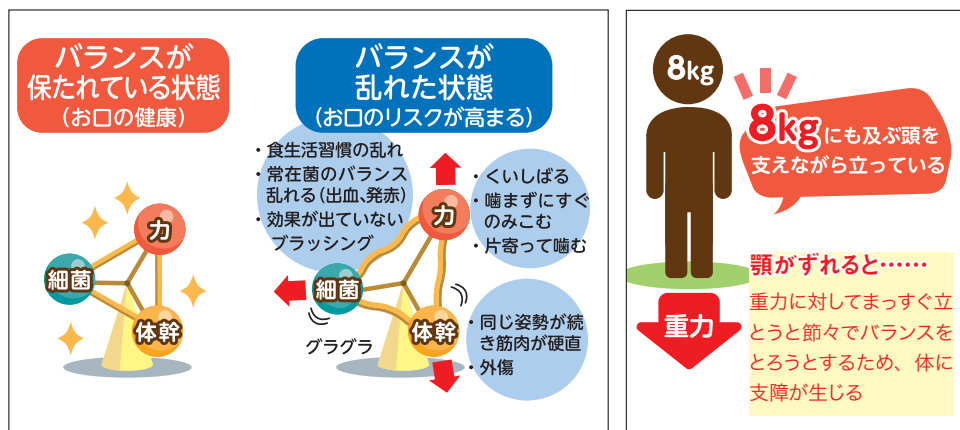 バランスが
保たれている状態
(お口の健康)
力
細菌
体幹
バランスが
乱れた状態
(お口のリスクが高まる)
・食生活習慣の乱れ
・常在菌のバランス
乱れる(出血、発赤)
・効果が出ていない
ブラッシング
・くいしばる
・噛まずにすぐ
のみこむ
・片寄って噛む
力
細菌
体幹
グラグラ
・同じ姿勢が続
き筋肉が硬直
・外傷
8kg
8kgにも及ぶ頭を
支えながら立っている
重力
顎がずれると……
重力に対してまっすぐ立
とうと節々でバランスを
とろうとするため、体に
支障が生じる